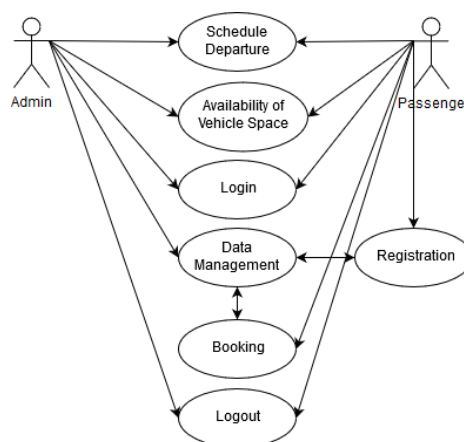 Schedule
Departure
Admin
Passenge
Availability of
Vehicle Space
Login
Data
Management
Registration
Booking
Logout